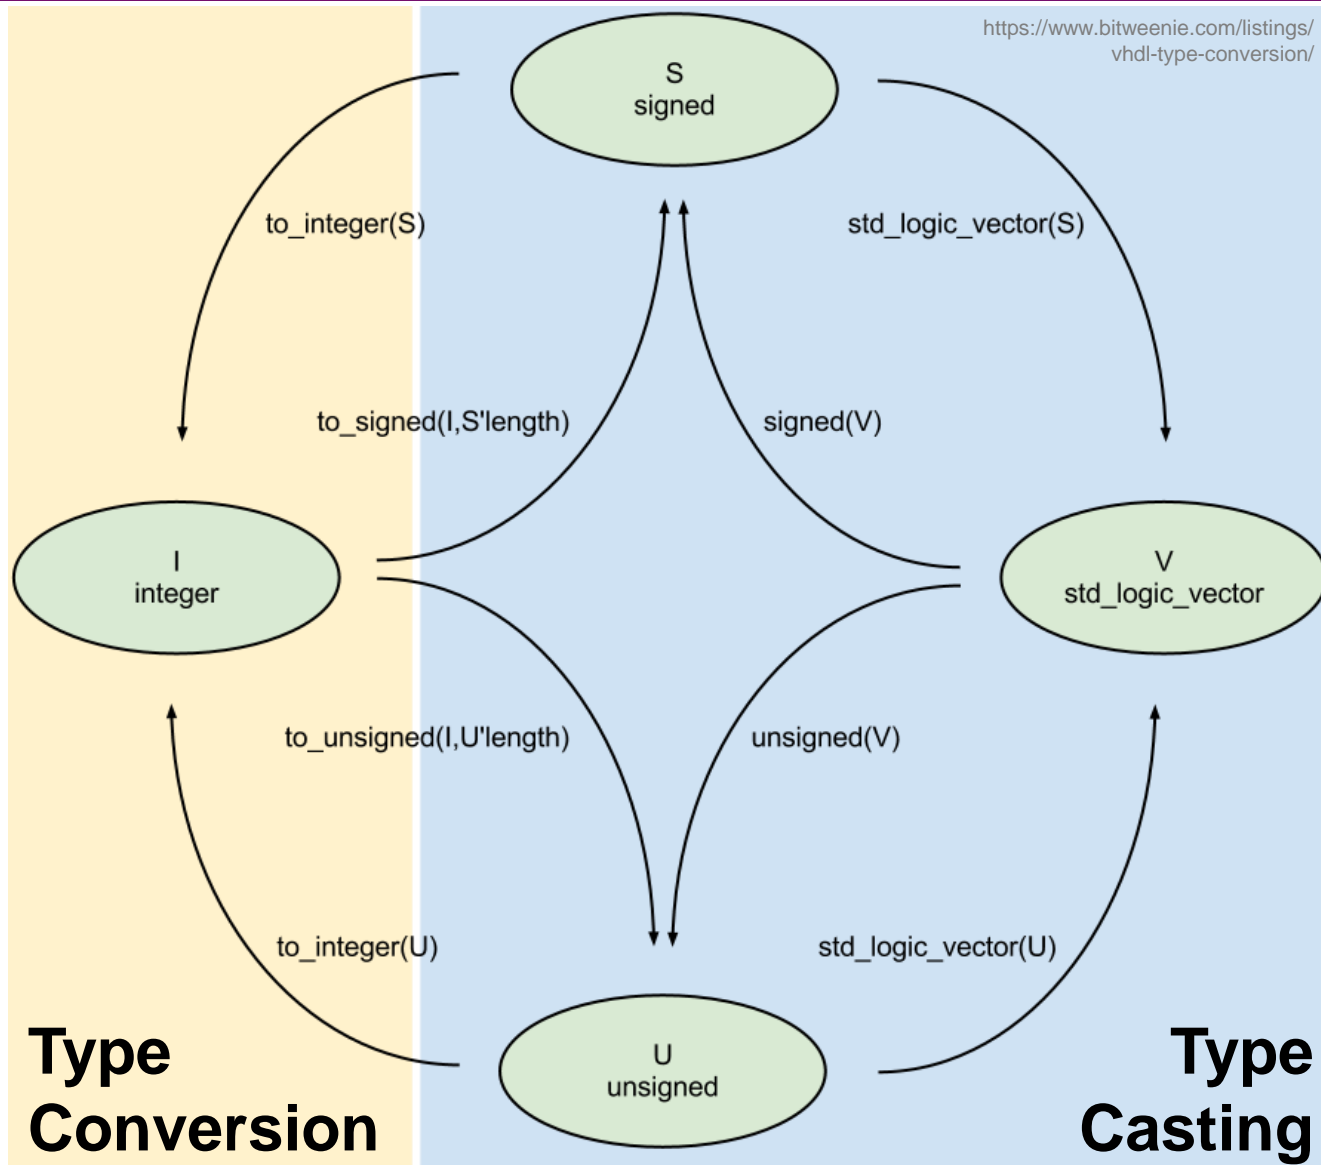 https://www.bitweenie.com/listings/
vhdl-type-conversion/
S
signed
to_integer(S)
std_logic_vector(S)
to_signed(I,S'length)
signed(V)
I
integer
V
std_logic_vector
to_unsigned(I,U'length)
unsigned(V)
to_integer(U)
std_logic_vector(U)
U
unsigned
Type
Conversion
Type
Casting